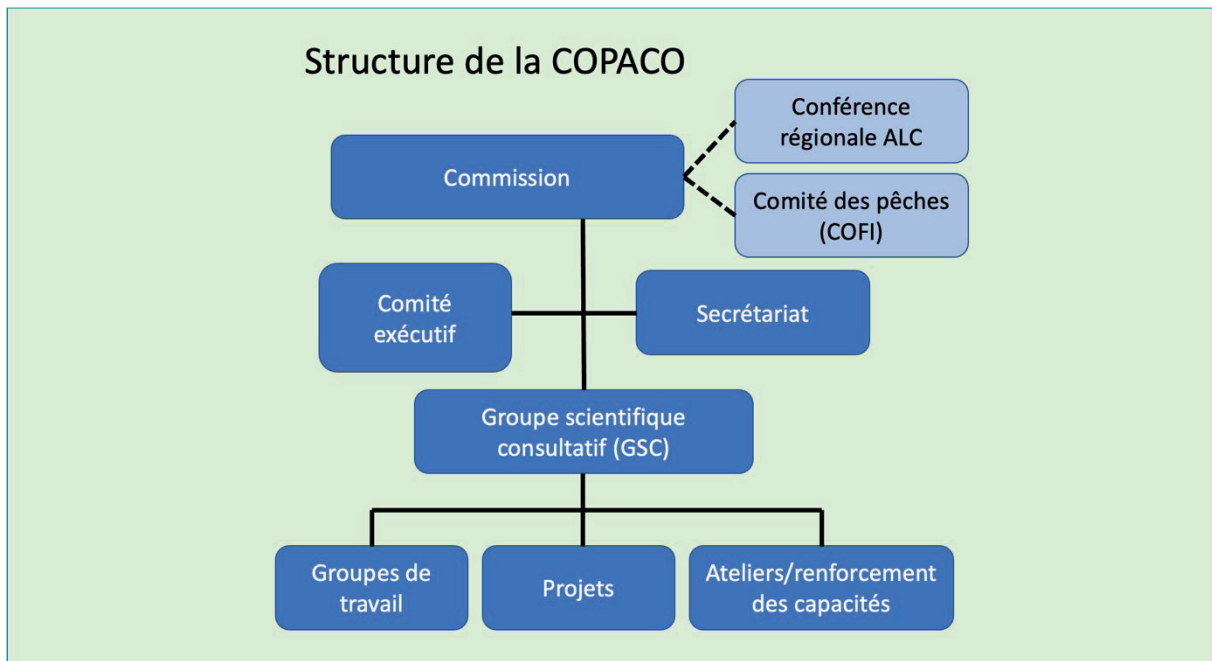 Structure de la COPACO
Conférence
régionale ALC
Commission
Comité des pêches
(COFI)
Comité
exécutif
Secrétariat
Groupe scientifique
consultatif (GSC)
Groupes de
travail
Projets
Ateliers/renforcement
des capacités